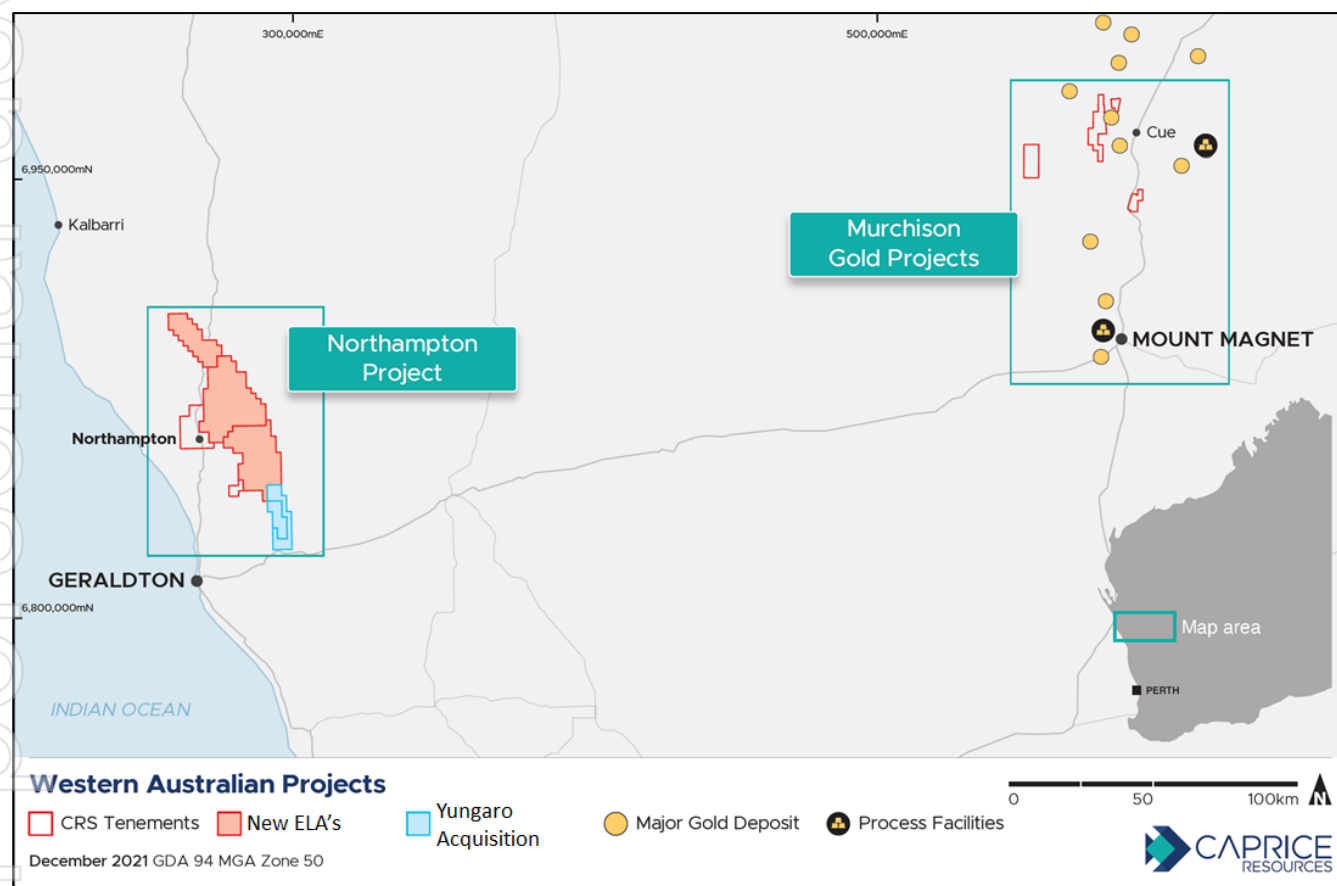 300,000mE
500,000mE
Cue
6,950,000mN
Kalbarri
Murchison
Gold Projects
Northampton
Project
MOUNT MAGNET
Northampton
GERALDTON
6,800,000mN
Map area
PERTH
INDIAN OCEAN
Western Australian Projects
CRS Tenements
New ELA's
Yungaro
Acquisition
Major Gold Deposit
Process Facilities
0 50 100km N
December 2021 GDA 94 MGA Zone 50
CAPRICE
RESOURCES